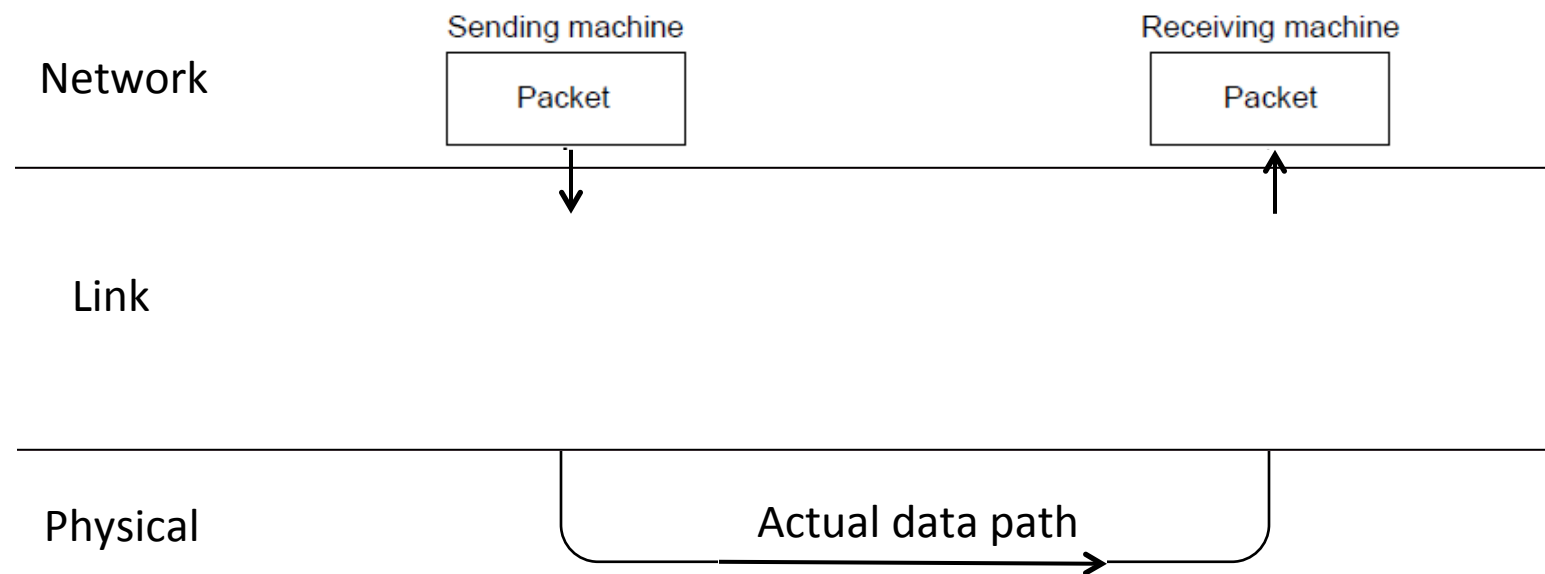 Sending machine
Receiving machine
Network
Packet
Packet
Link
Physical
Actual data path